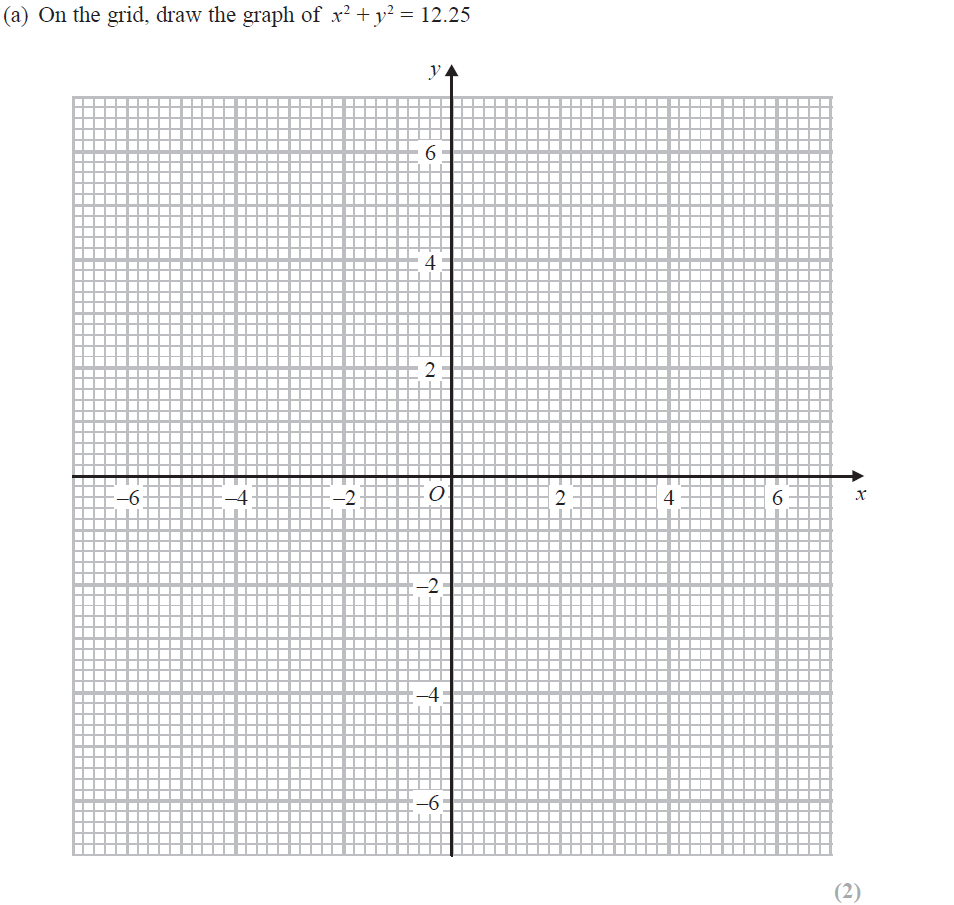 (a) On the grid, draw the graph of x² + y² = 12.25
y
6
4
2
–6 –4 –2 O 2 4 6 x
–2
–4
–6
(2)